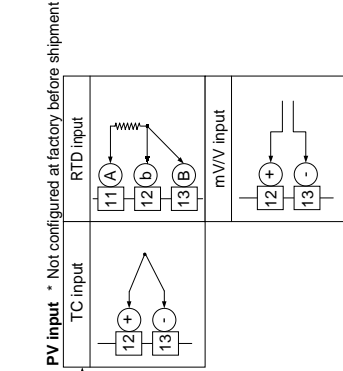 PV input * Not configured at factory before shipment
TC input
12 +
13 -
RTD input
11 A
12 b
13 B
mV/V input
12 +
13 -